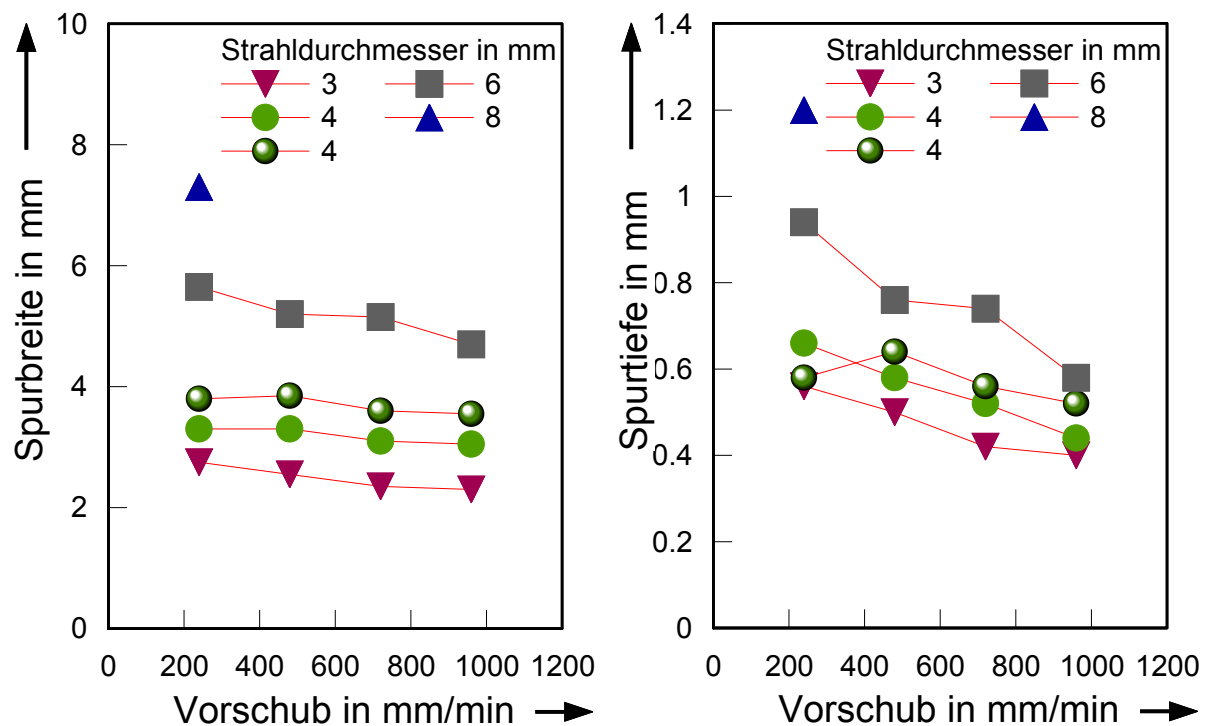 Strahldurchmesser in mm
3 6
4 8
4
10
8
6
4
2
0
0 200 400 600 800 1000 1200
Spurbreite in mm
Vorschub in mm/min
Strahldurchmesser in mm
3 6
4 8
4
1.4
1.2
1
0.8
0.6
0.4
0.2
0
0 200 400 600 800 1000 1200
Spurtiefe in mm
Vorschub in mm/min